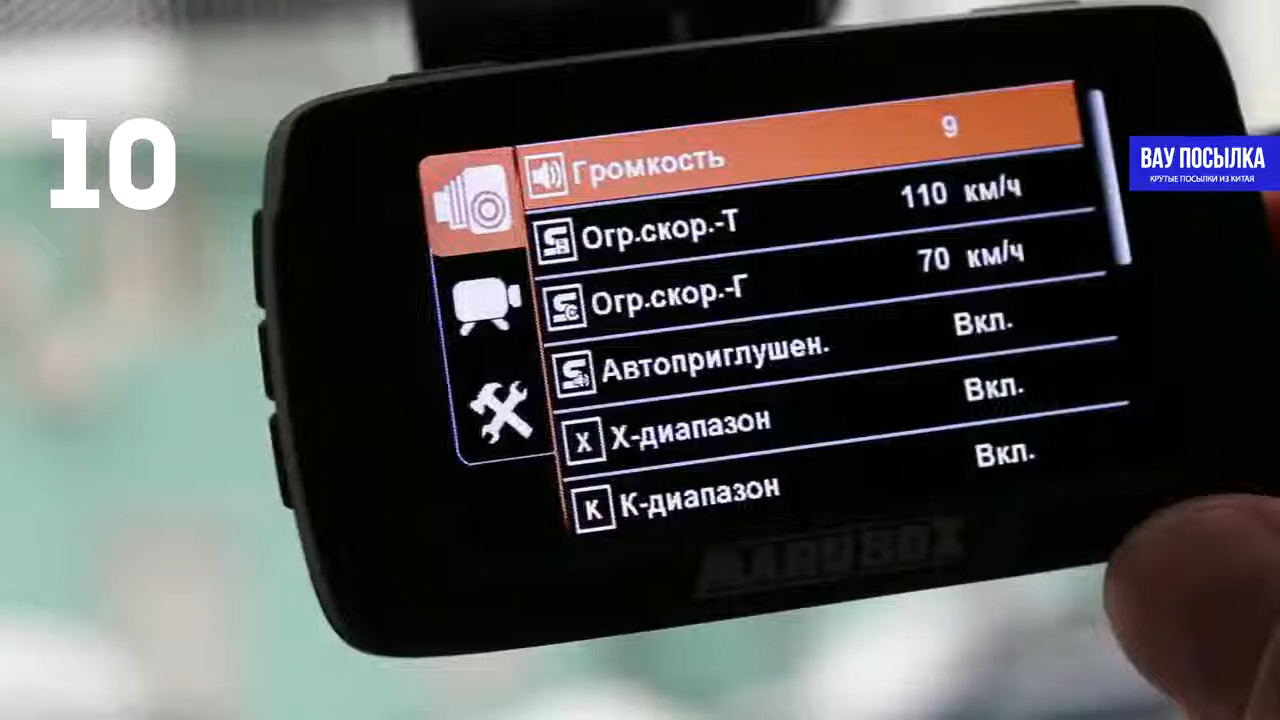 10
ВАУ ПОСЫЛКА
КРУТЫЕ ПОСЫЛКИ ИЗ КИТАЯ
Громкость 9
Огр.скор.-Т 110 км/ч
Огр.скор.-Г 70 км/ч
Автоприглушен. Вкл.
X X-диапазон Вкл.
K К-диапазон Вкл.
MARUBOX